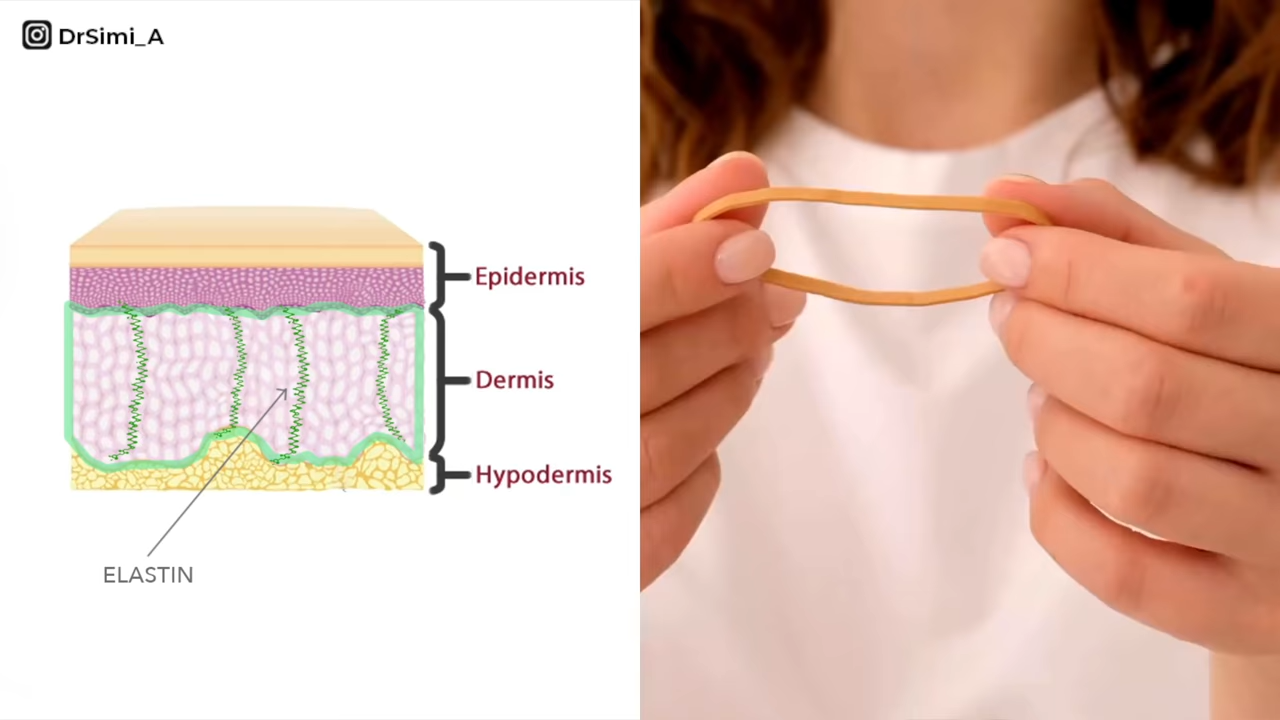 DrSimi_A
Epidermis
Dermis
Hypodermis
ELASTIN